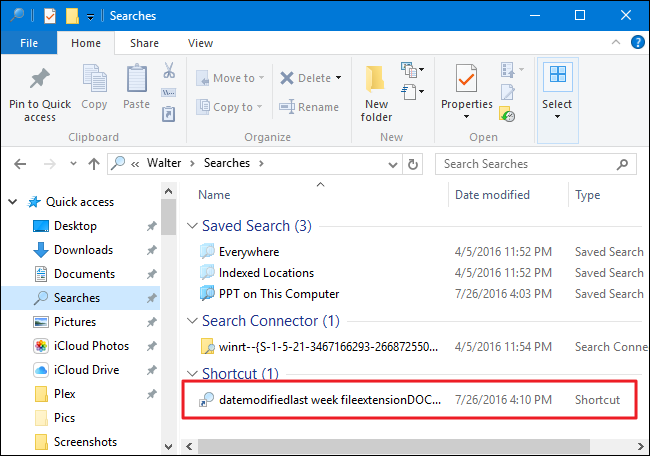 Searches
File Home Share View
Pin to Quick access
Copy
Paste
Clipboard
Move to
Copy to
Delete
Rename
Organize
New folder
New
Properties
Open
Select
« Walter > Searches >
Search Searches
Quick access
Desktop
Downloads
Documents
Searches
Pictures
iCloud Photos
iCloud Drive
Plex
Pics
Screenshots
Name Date modified Type
Saved Search (3)
Everywhere 4/5/2016 11:52 PM Saved Search
Indexed Locations 4/5/2016 11:52 PM Saved Search
PPT on This Computer 7/26/2016 4:03 PM Saved Search
Search Connector (1)
winrt--{S-1-5-21-3467166293-266872550... 4/5/2016 11:54 PM Search Conne
Shortcut (1)
datemodifiedlast week fileextensionDOC... 7/26/2016 4:10 PM Shortcut